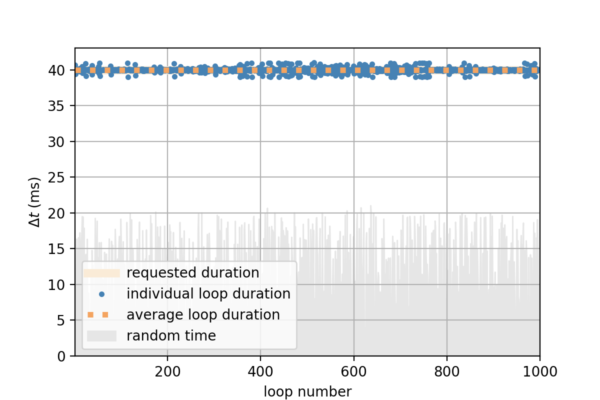 40
35
30
25
20
15
10
5
0
Δt (ms)
requested duration
individual loop duration
average loop duration
random time
200
400
600
800
1000
loop number